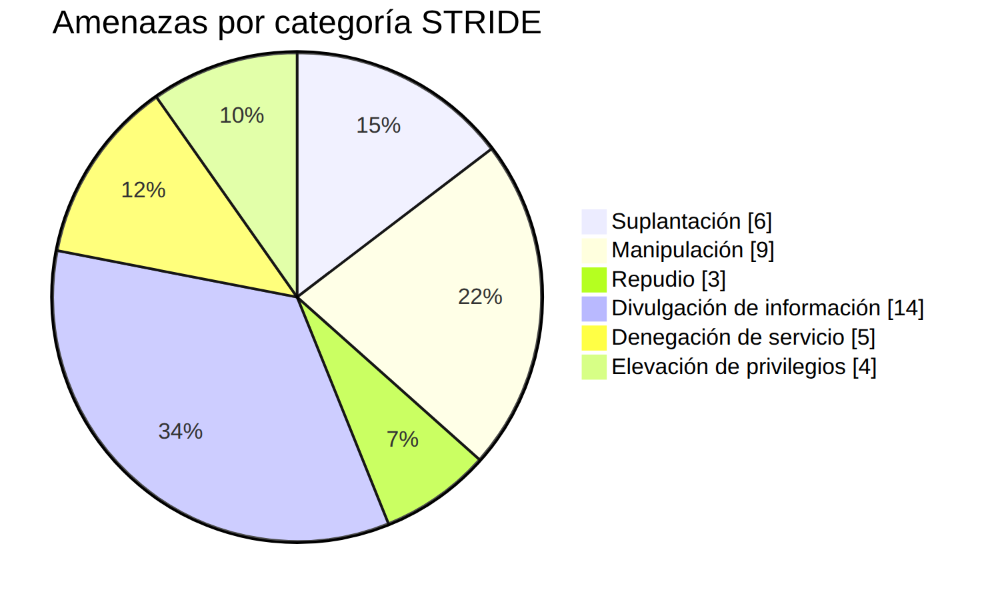 Amenazas por categoría STRIDE
10%
15%
12%
22%
34%
7%
Suplantación [6]
Manipulación [9]
Repudio [3]
Divulgación de información [14]
Denegación de servicio [5]
Elevación de privilegios [4]